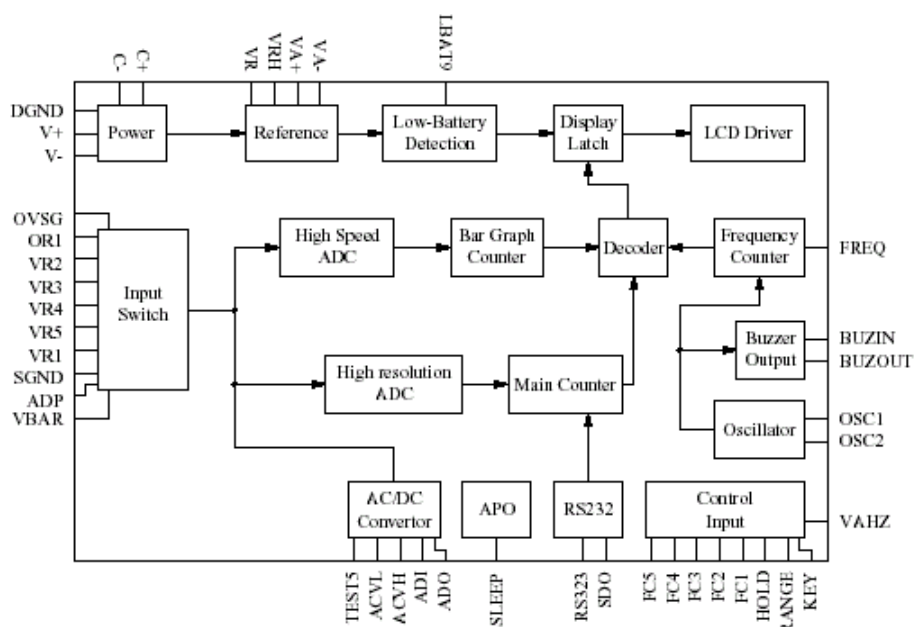 C-
C+
VR
VRH
VA+
VA-
LBAT9
DGND
V+
V-
Power
Reference
Low-Battery
Detection
Display
Latch
LCD Driver
OVSG
OR1
VR2
VR3
VR4
VR5
VR1
SGND
ADP
VBAR
Input
Switch
High Speed
ADC
Bar Graph
Counter
Decoder
Frequency
Counter
FREQ
Buzzer
Output
BUZIN
BUZOUT
High resolution
ADC
Main Counter
Oscillator
OSC1
OSC2
AC/DC
Convertor
APO
RS232
Control
Input
VAHZ
TEST5
ACVL
ACVH
ADI
ADO
SLEEP
RS323
SDO
FC5
FC4
FC3
FC2
FC1
HOLD
RANGE
KEY